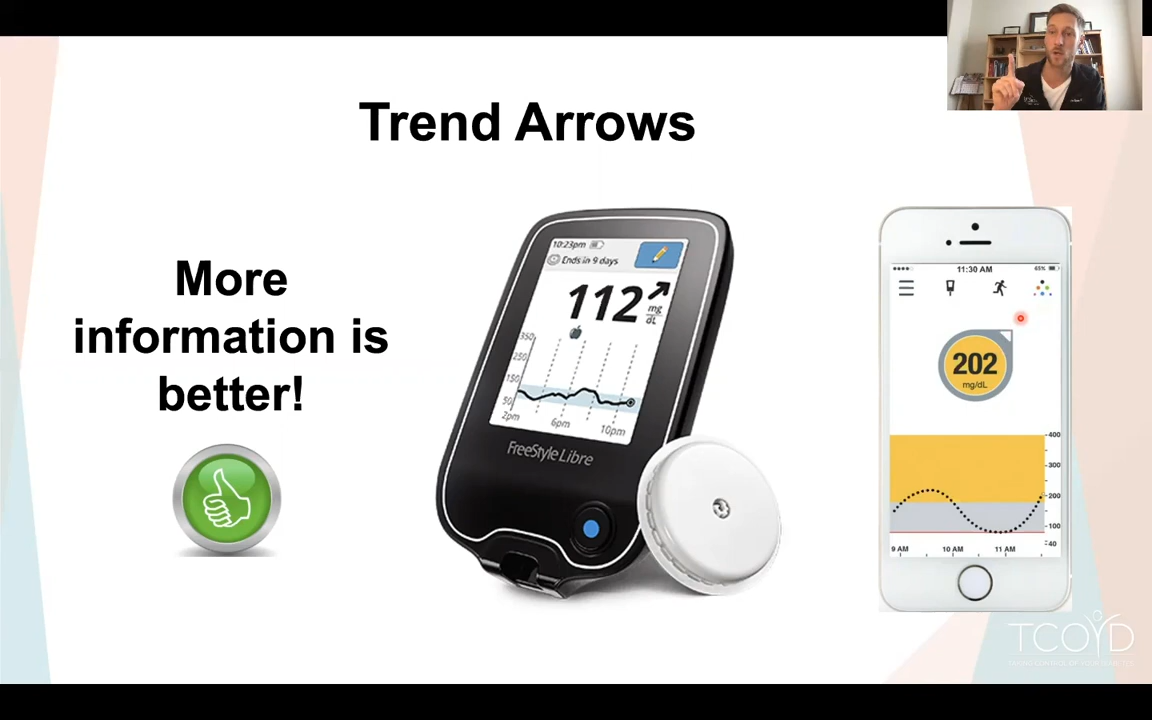 Trend Arrows
More
information is
better!
10:23pm
Ends in 9 days
112
mg
dL
350
250
150
50
2pm
6pm
10pm
FreeStyle Libre
11:30 AM
65%
202
mg/dL
400
300
200
100
40
9 AM
10 AM
11 AM
TCOYD